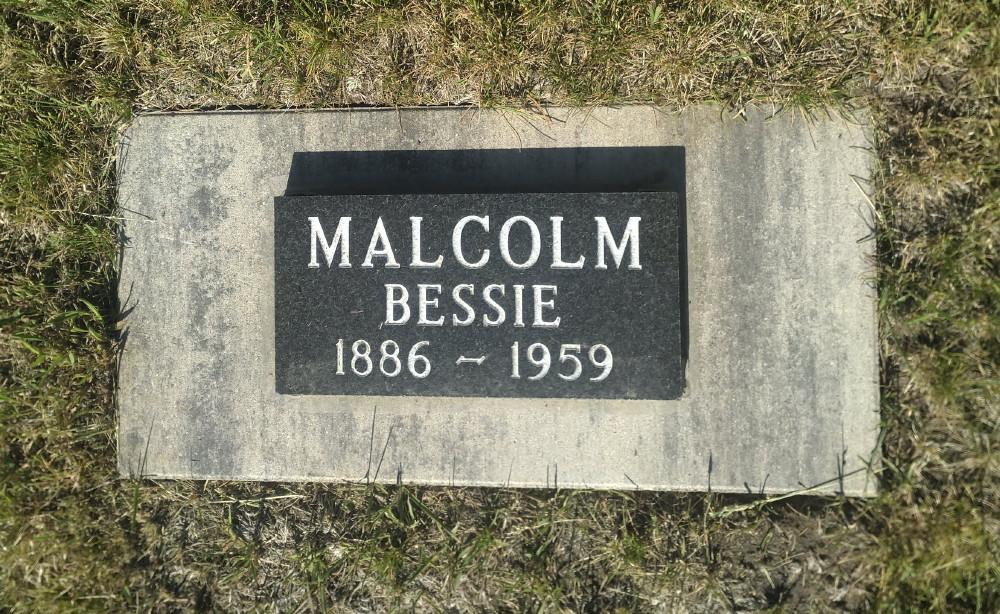 MALCOLM
BESSIE
1886 ~ 1959